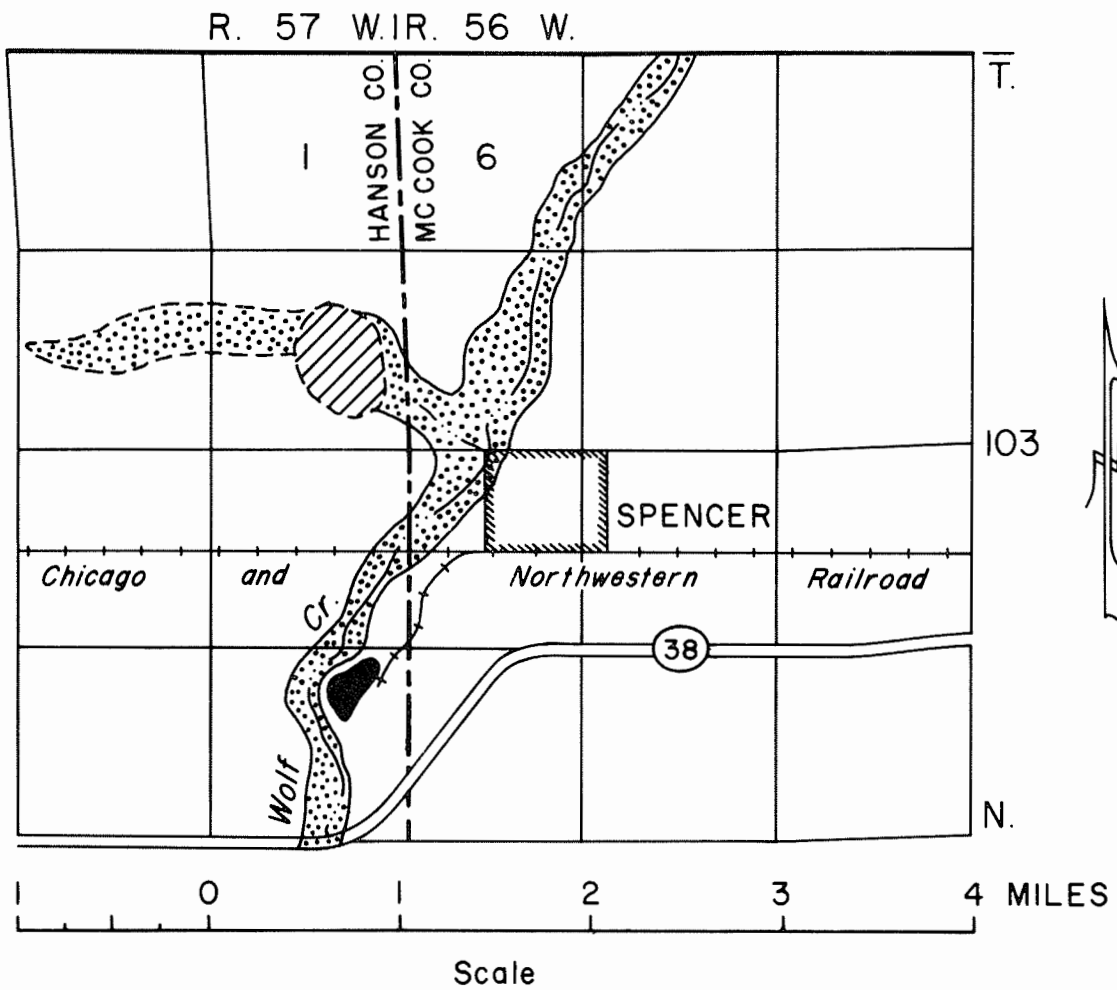 R. 57 W. R. 56 W.
T.
HANSON CO.
MC COOK CO.
1 6
103
SPENCER
Chicago and Northwestern Railroad
Cr.
38
Wolf
N.
1 0 1 2 3 4 MILES
Scale